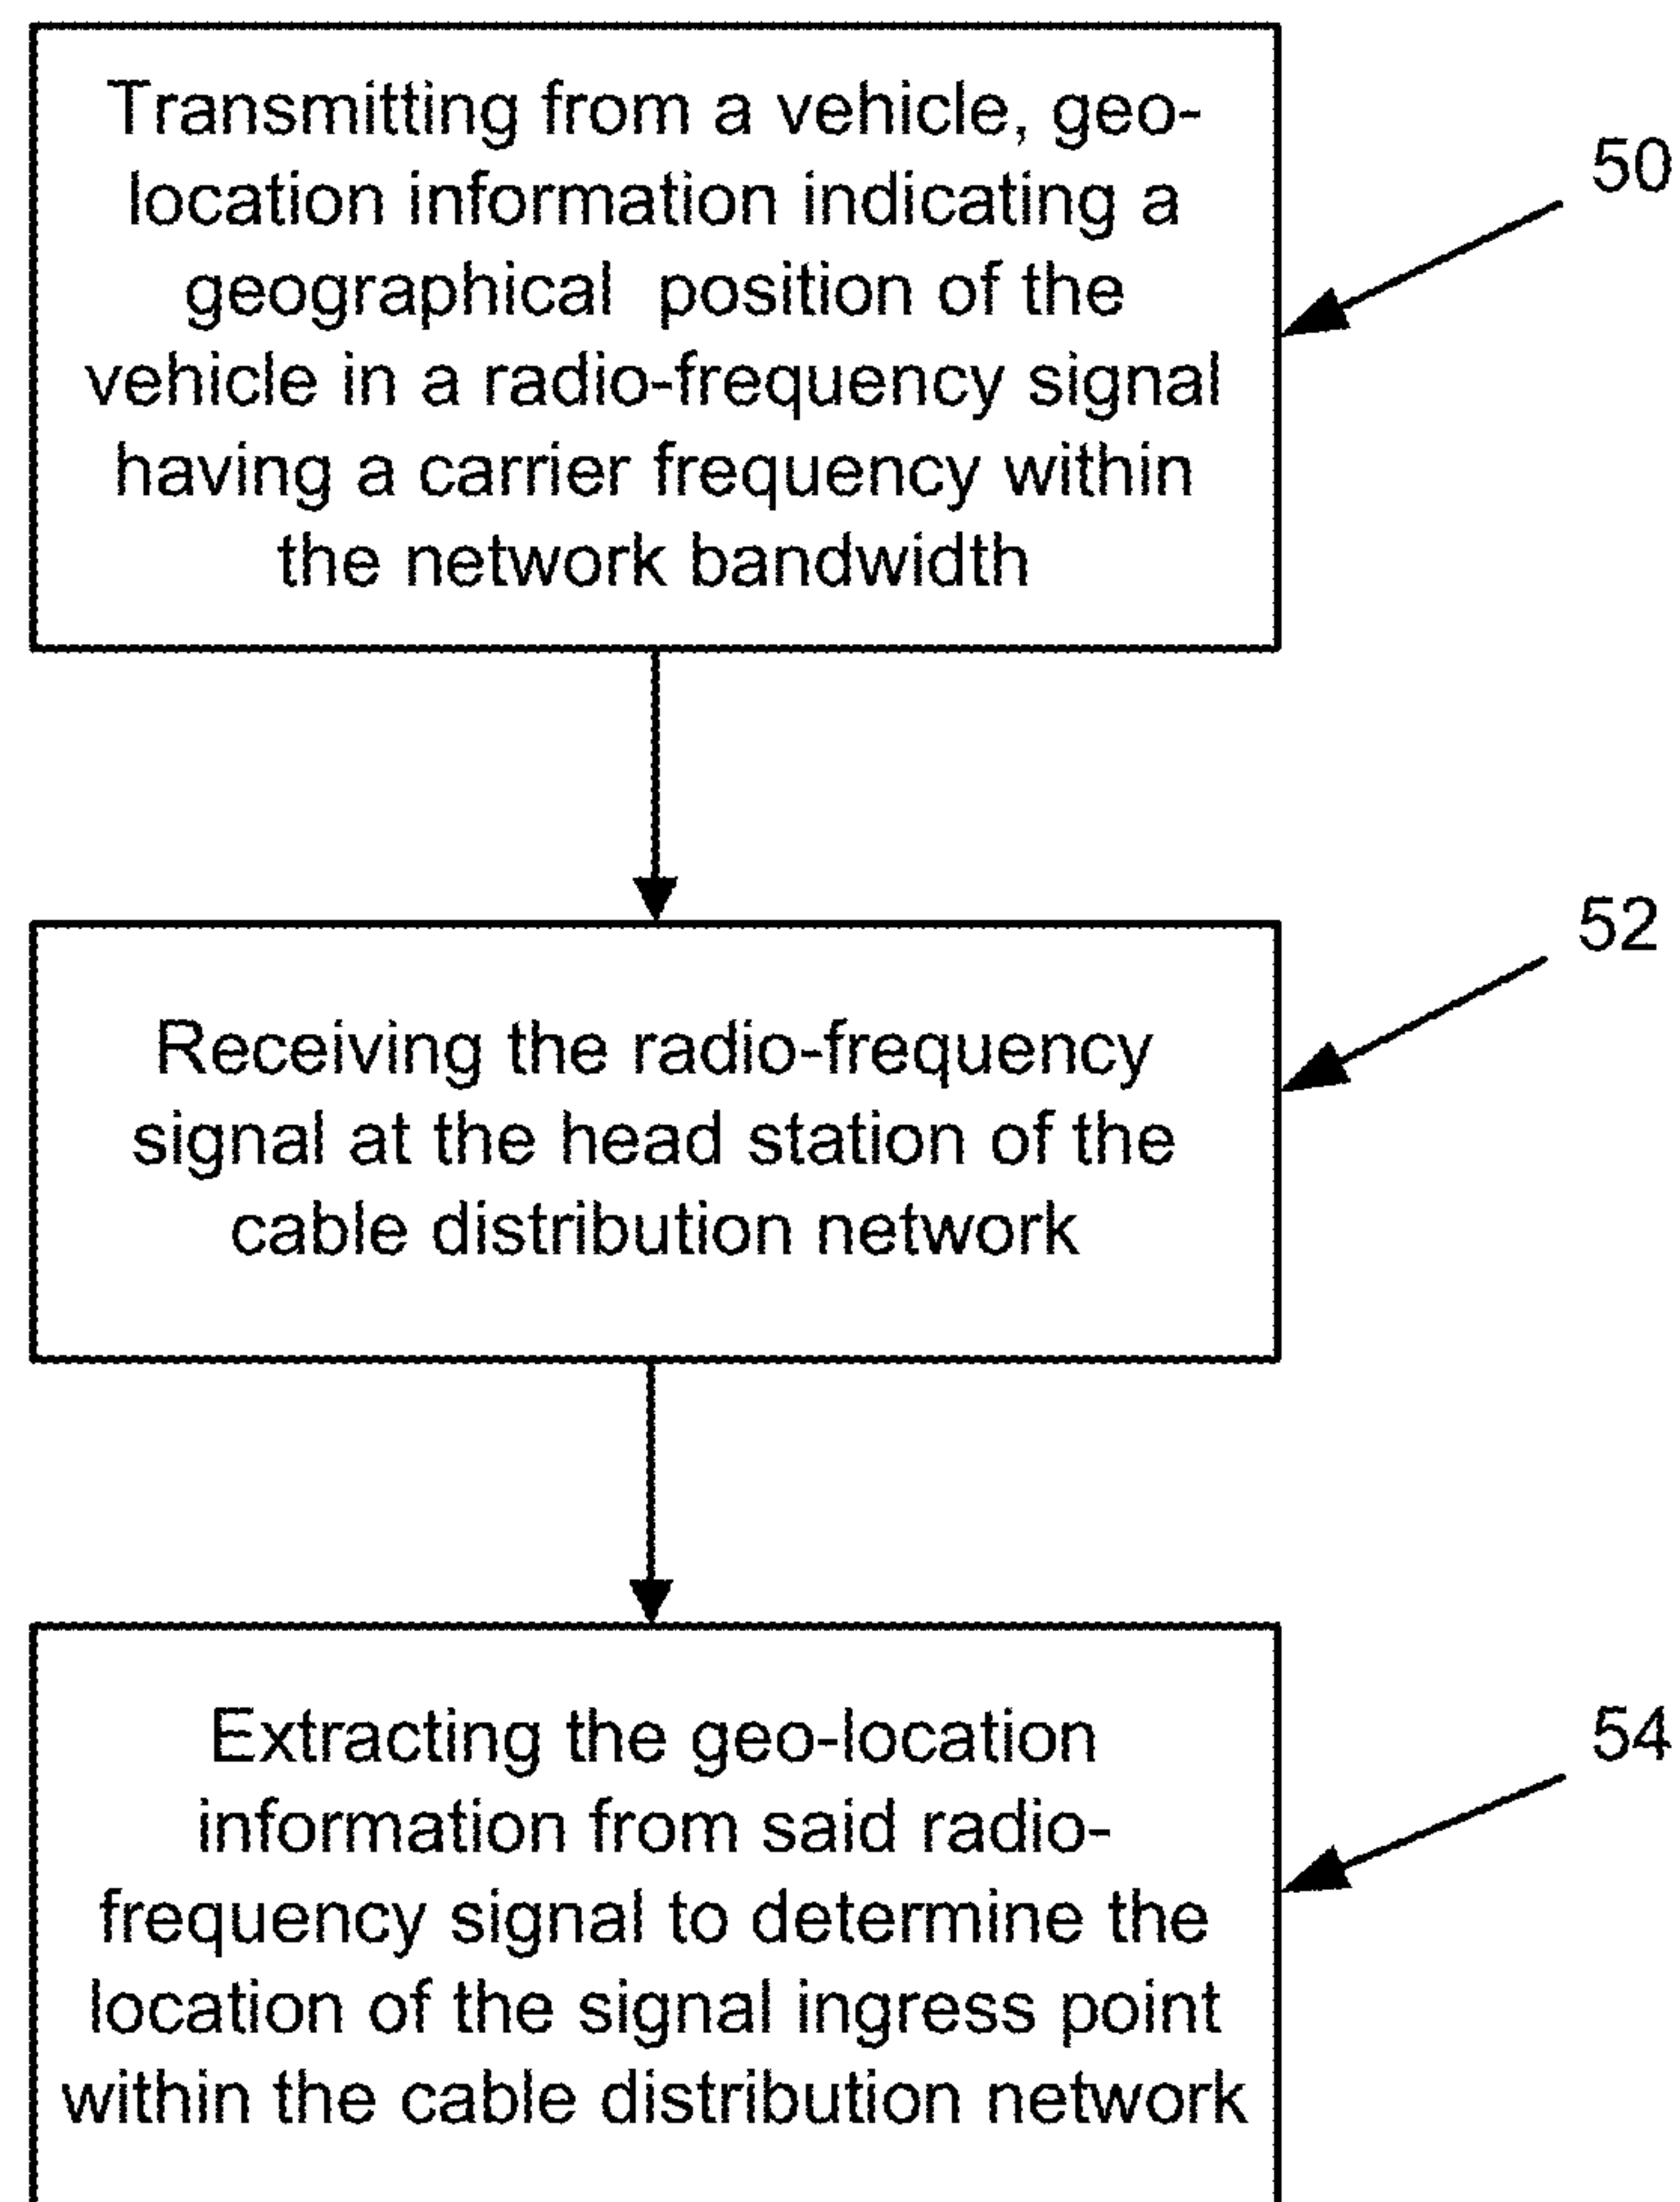 Transmitting from a vehicle, geo-
location information indicating a
geographical position of the
vehicle in a radio-frequency signal
having a carrier frequency within
the network bandwidth
50
Receiving the radio-frequency
signal at the head station of the
cable distribution network
52
Extracting the geo-location
information from said radio-
frequency signal to determine the
location of the signal ingress point
within the cable distribution network
54